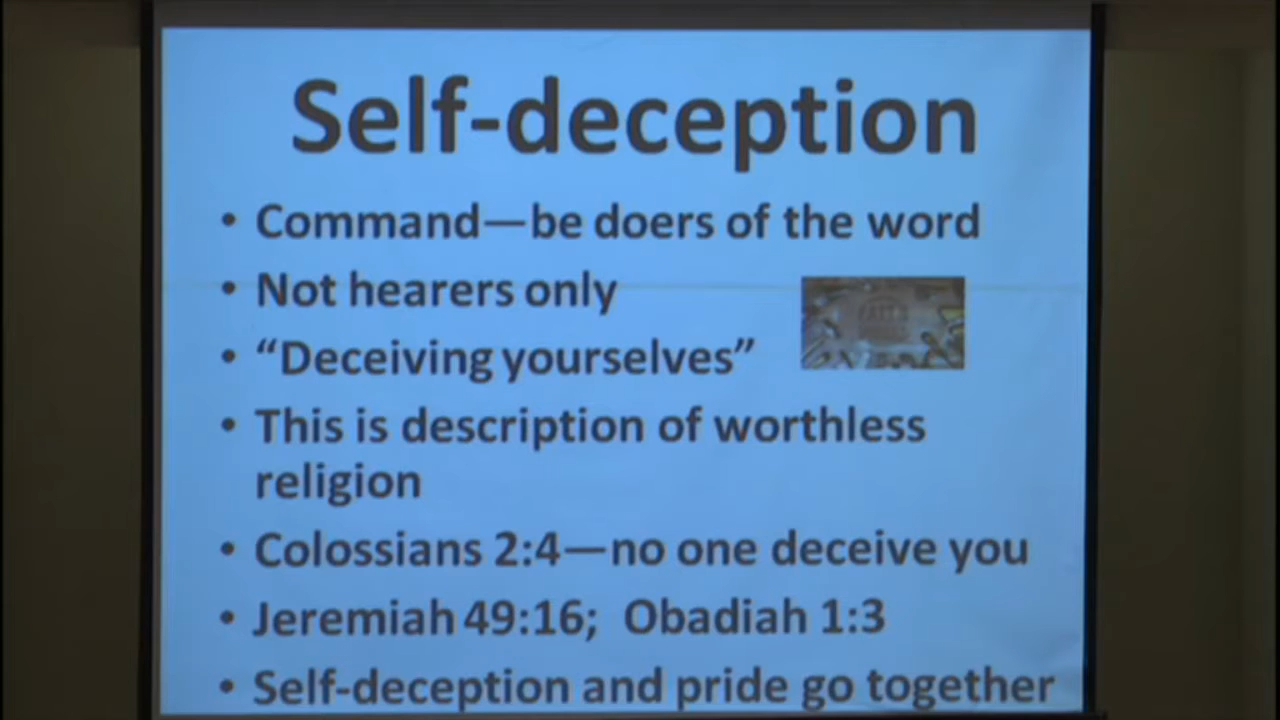 Self-deception
• Command—be doers of the word
• Not hearers only
• “Deceiving yourselves”
• This is description of worthless
religion
• Colossians 2:4—no one deceive you
• Jeremiah 49:16; Obadiah 1:3
• Self-deception and pride go together